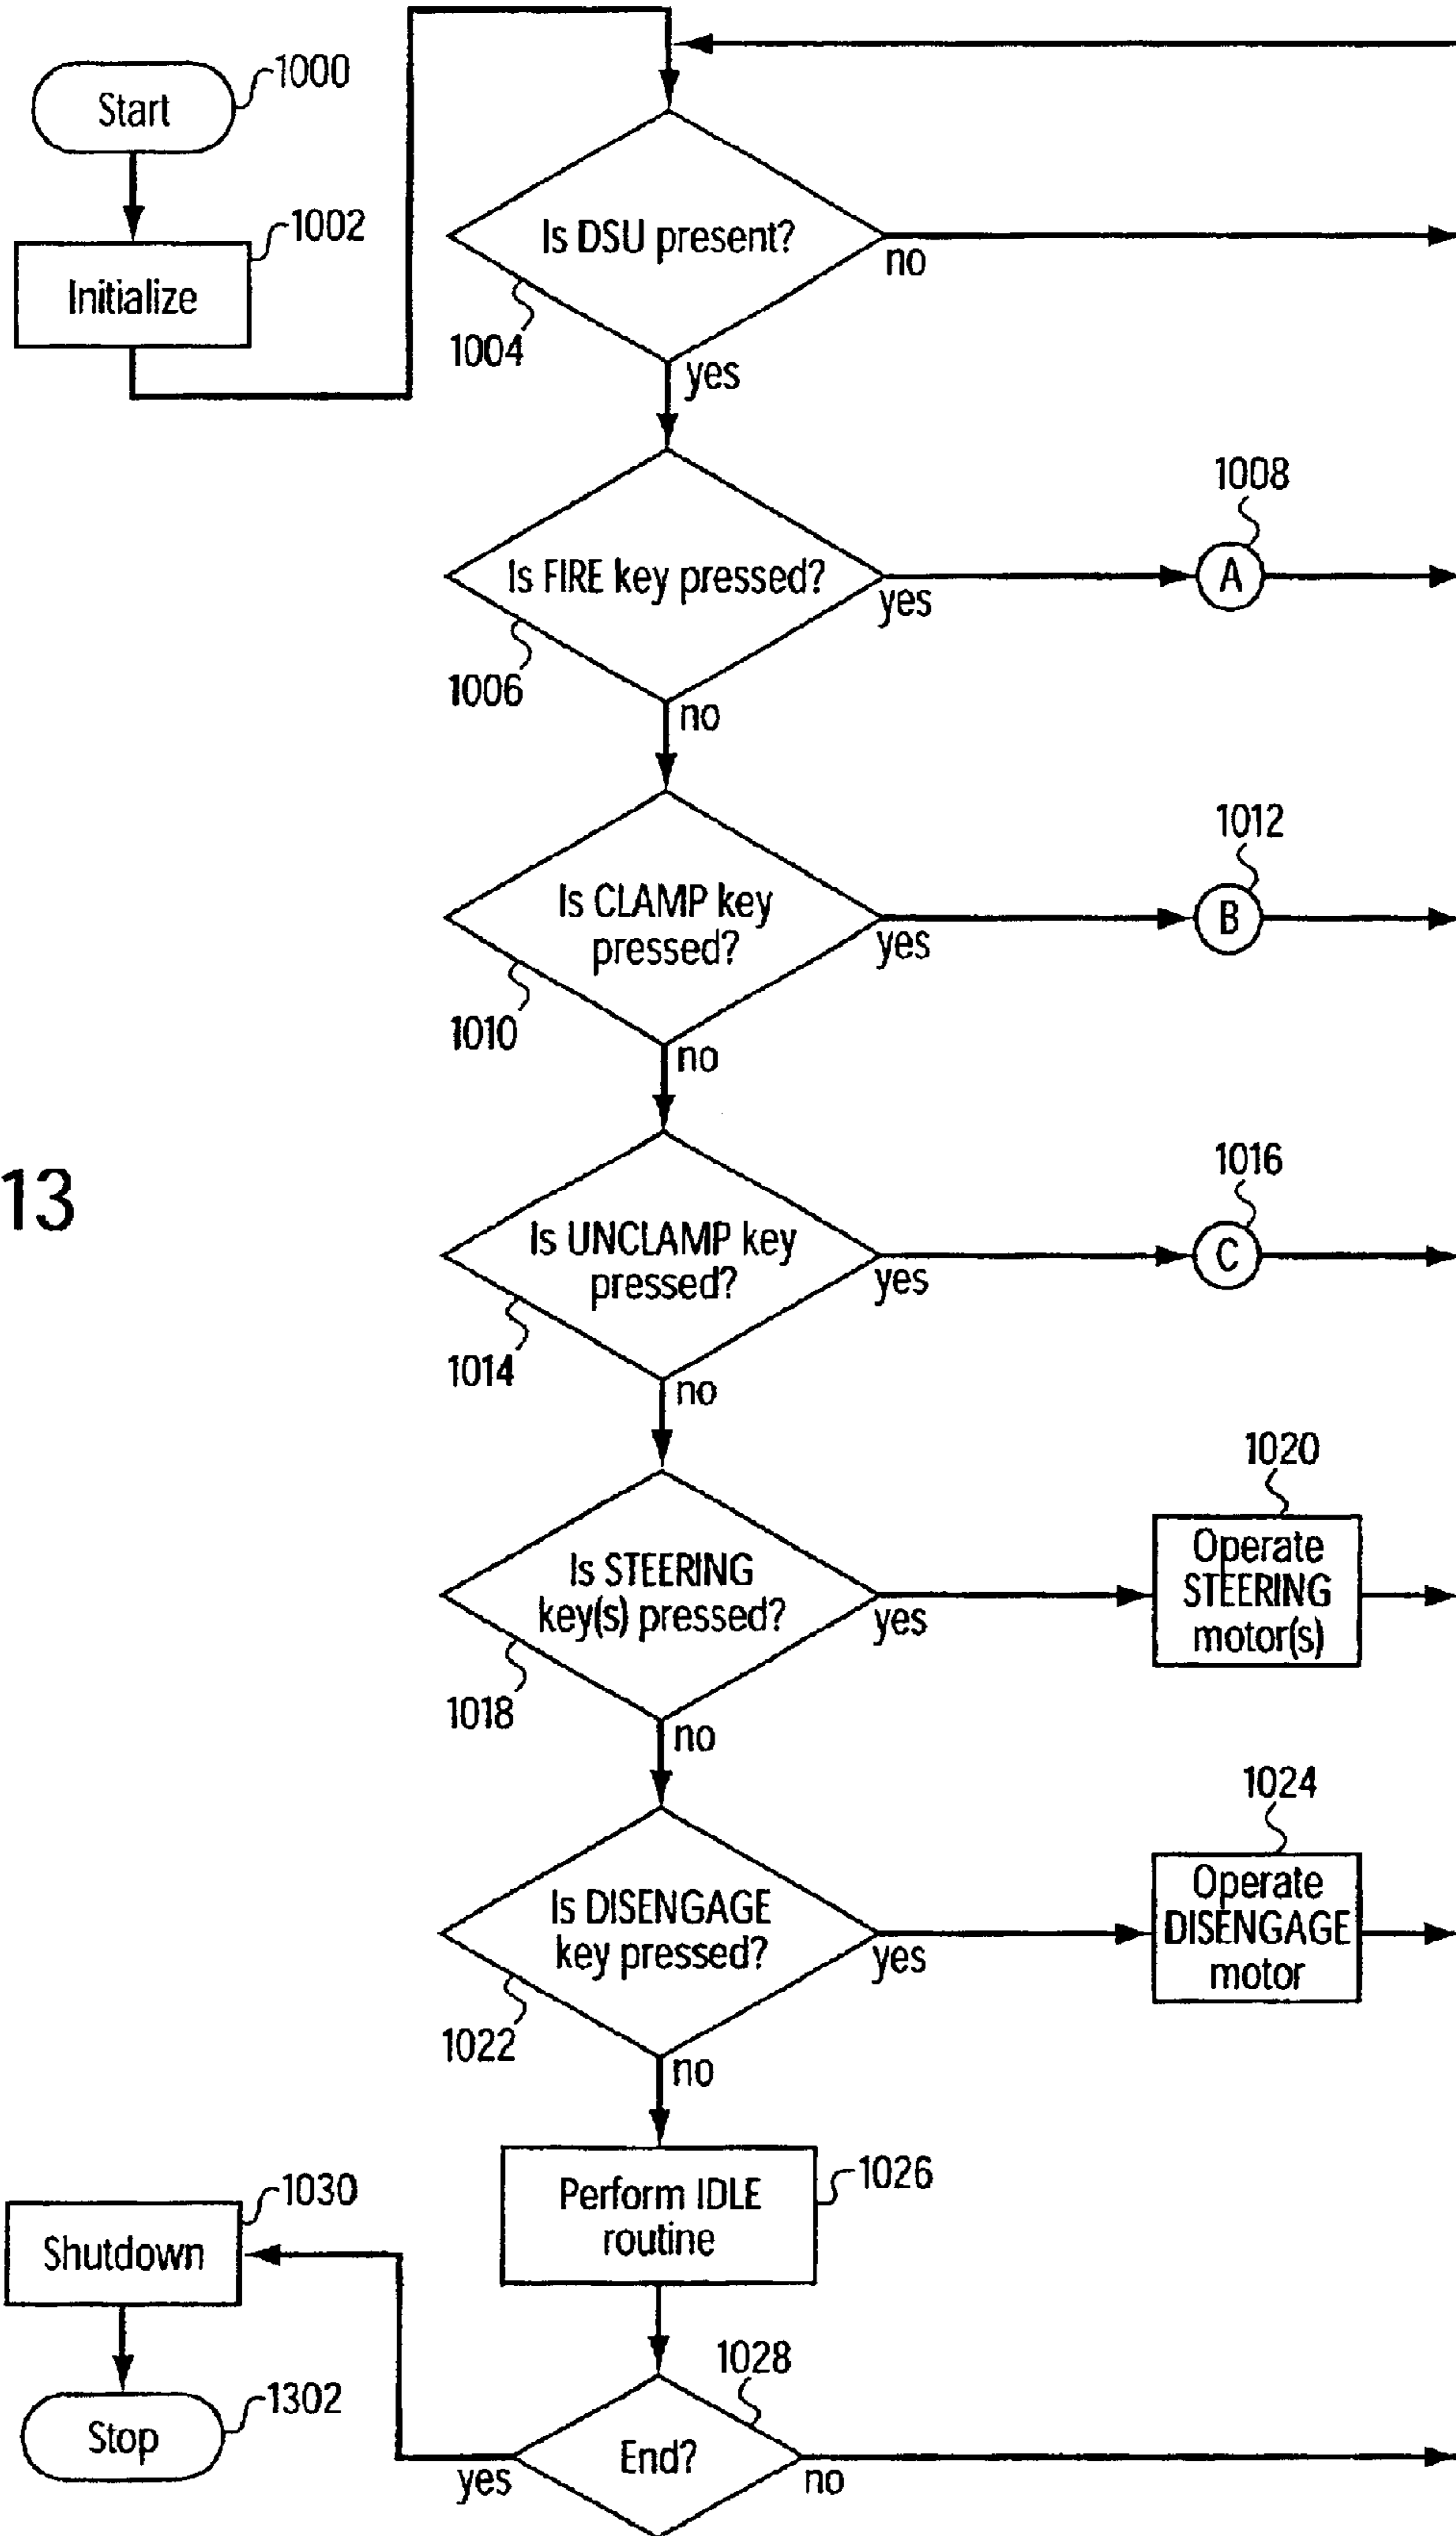 1000
Start
1002
Initialize
Is DSU present?
no
1004
yes
1008
Is FIRE key pressed?
A
yes
1006
no
1012
Is CLAMP key
pressed?
B
yes
1010
no
13
1016
Is UNCLAMP key
pressed?
C
yes
1014
no
1020
Is STEERING
key(s) pressed?
Operate
STEERING
motor(s)
yes
1018
no
1024
Is DISENGAGE
key pressed?
Operate
DISENGAGE
motor
yes
1022
no
1026
Perform IDLE
routine
1030
Shutdown
1028
1302
Stop
End?
yes
no